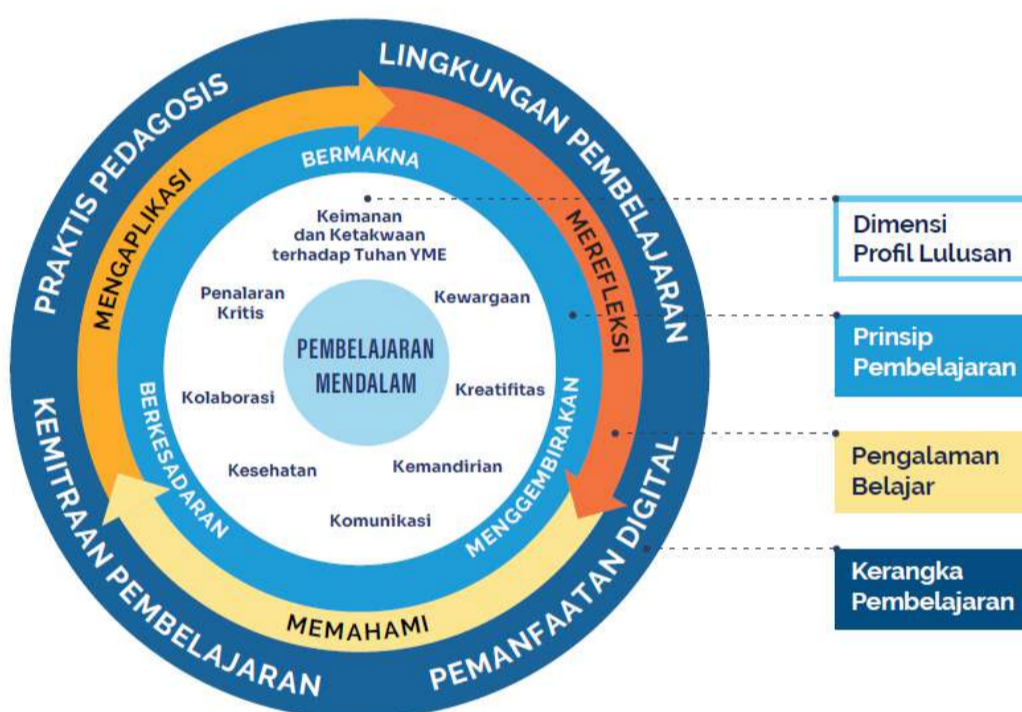 PRAKTIS PEDAGOGIS
LINGKUNGAN PEMBELAJARAN
KEMITRAAN PEMBELAJARAN
PEMANFAATAN DIGITAL
MENGAPLIKASI
MEREFLEKSI
MEMAHAMI
BERMAKNA
BERKESADARAN
MENGGEMBIRAKAN
Keimanan
dan Ketakwaan
terhadap Tuhan YME
Penalaran
Kritis
Kewargaan
Kolaborasi
Kreatifitas
Kesehatan
Kemandirian
Komunikasi
PEMBELAJARAN
MENDALAM
Dimensi
Profil Lulusan
Prinsip
Pembelajaran
Pengalaman
Belajar
Kerangka
Pembelajaran